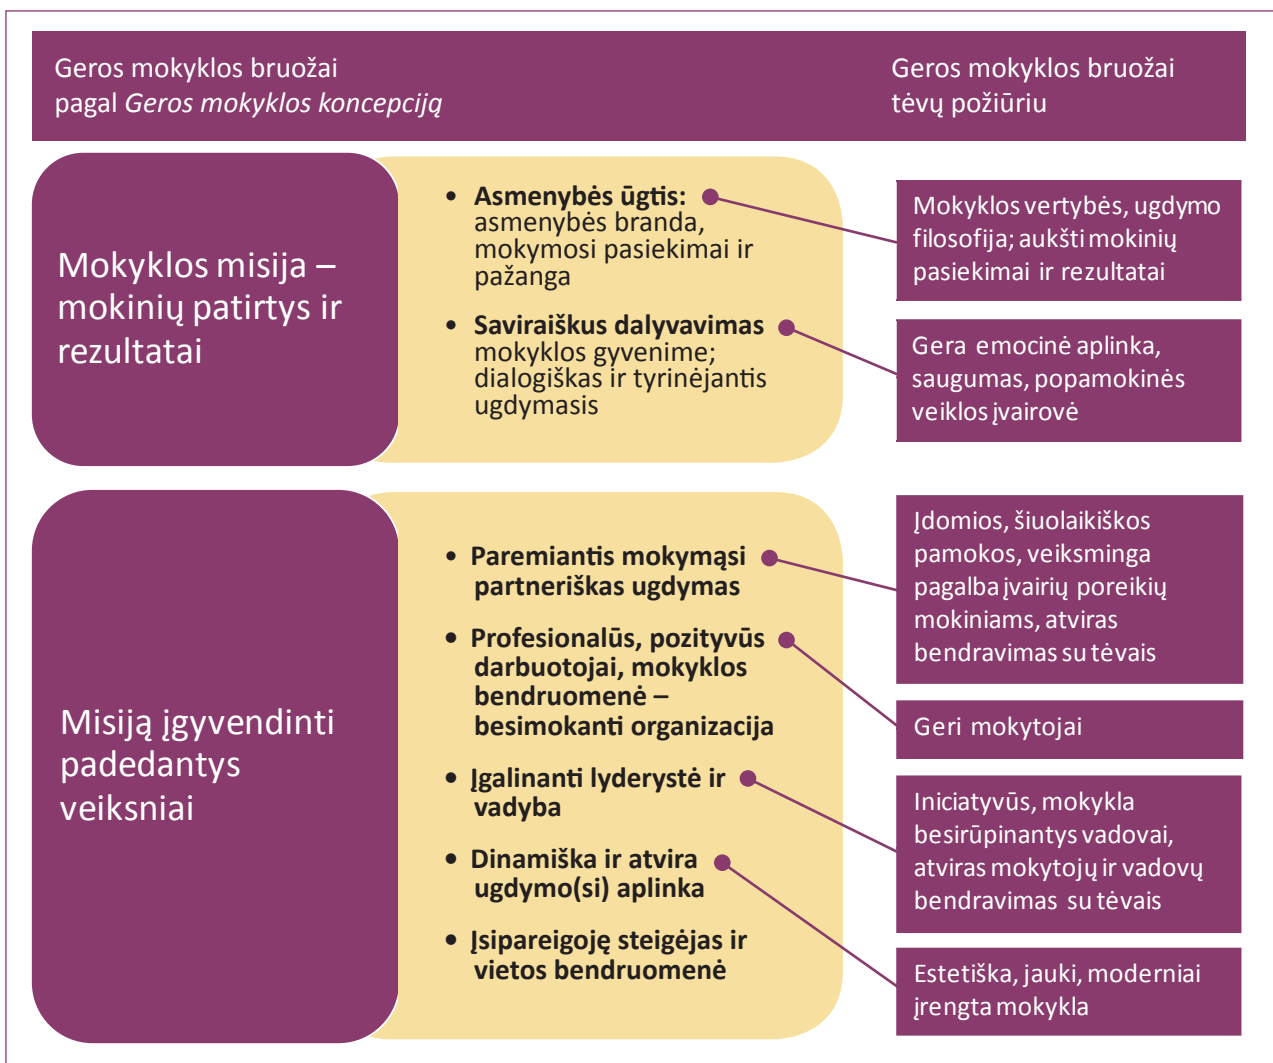 Geros mokyklos bruožai
pagal Geros mokyklos koncepciją
Geros mokyklos bruožai
tėvų požiūriu
Mokyklos misija –
mokinių patirtys ir
rezultatai
• Asmenybės ūgtis:
asmenybės branda,
mokymosi pasiekimai ir
pažanga
• Saviraiškus dalyvavimas
mokyklos gyvenime;
dialogiškas ir tyrinėjantis
ugdymasis
Mokyklos vertybės, ugdymo
filosofija; aukšti mokinių
pasiekimai ir rezultatai
Gera emocinė aplinka,
saugumas, popamokinės
veiklos įvairovė
Misiją įgyvendinti
padedantys
veiksniai
• Paremiantis mokymąsi
partneriškas ugdymas
• Profesionalūs, pozityvūs
darbuotojai, mokyklos
bendruomenė –
besimokanti organizacija
• Įgalinanti lyderystė ir
vadyba
• Dinamiška ir atvira
ugdymo(si) aplinka
• Įsipareigoję steigėjas ir
vietos bendruomenė
Įdomios, šiuolaikiškos
pamokos, veiksminga
pagalba įvairių poreikių
mokiniams, atviras
bendravimas su tėvais
Geri mokytojai
Iniciatyvūs, mokykla
besirūpinantys vadovai,
atviras mokytojų ir vadovų
bendravimas su tėvais
Estetiška, jauki, moderniai
įrengta mokykla